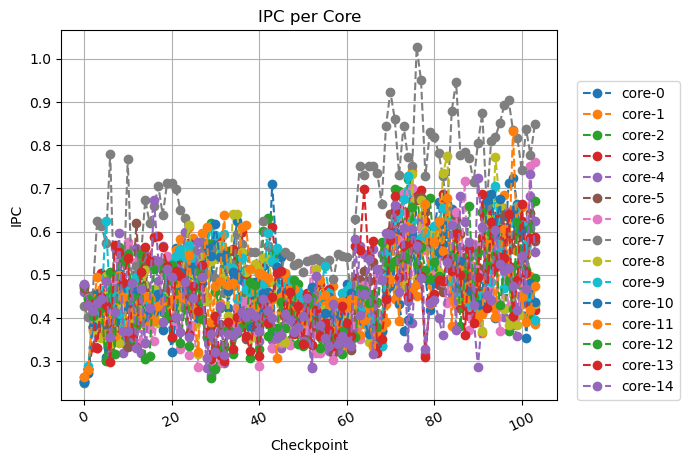 IPC per Core
IPC
1.0
0.9
0.8
0.7
0.6
0.5
0.4
0.3
0
20
40
60
80
100
Checkpoint
core-0
core-1
core-2
core-3
core-4
core-5
core-6
core-7
core-8
core-9
core-10
core-11
core-12
core-13
core-14